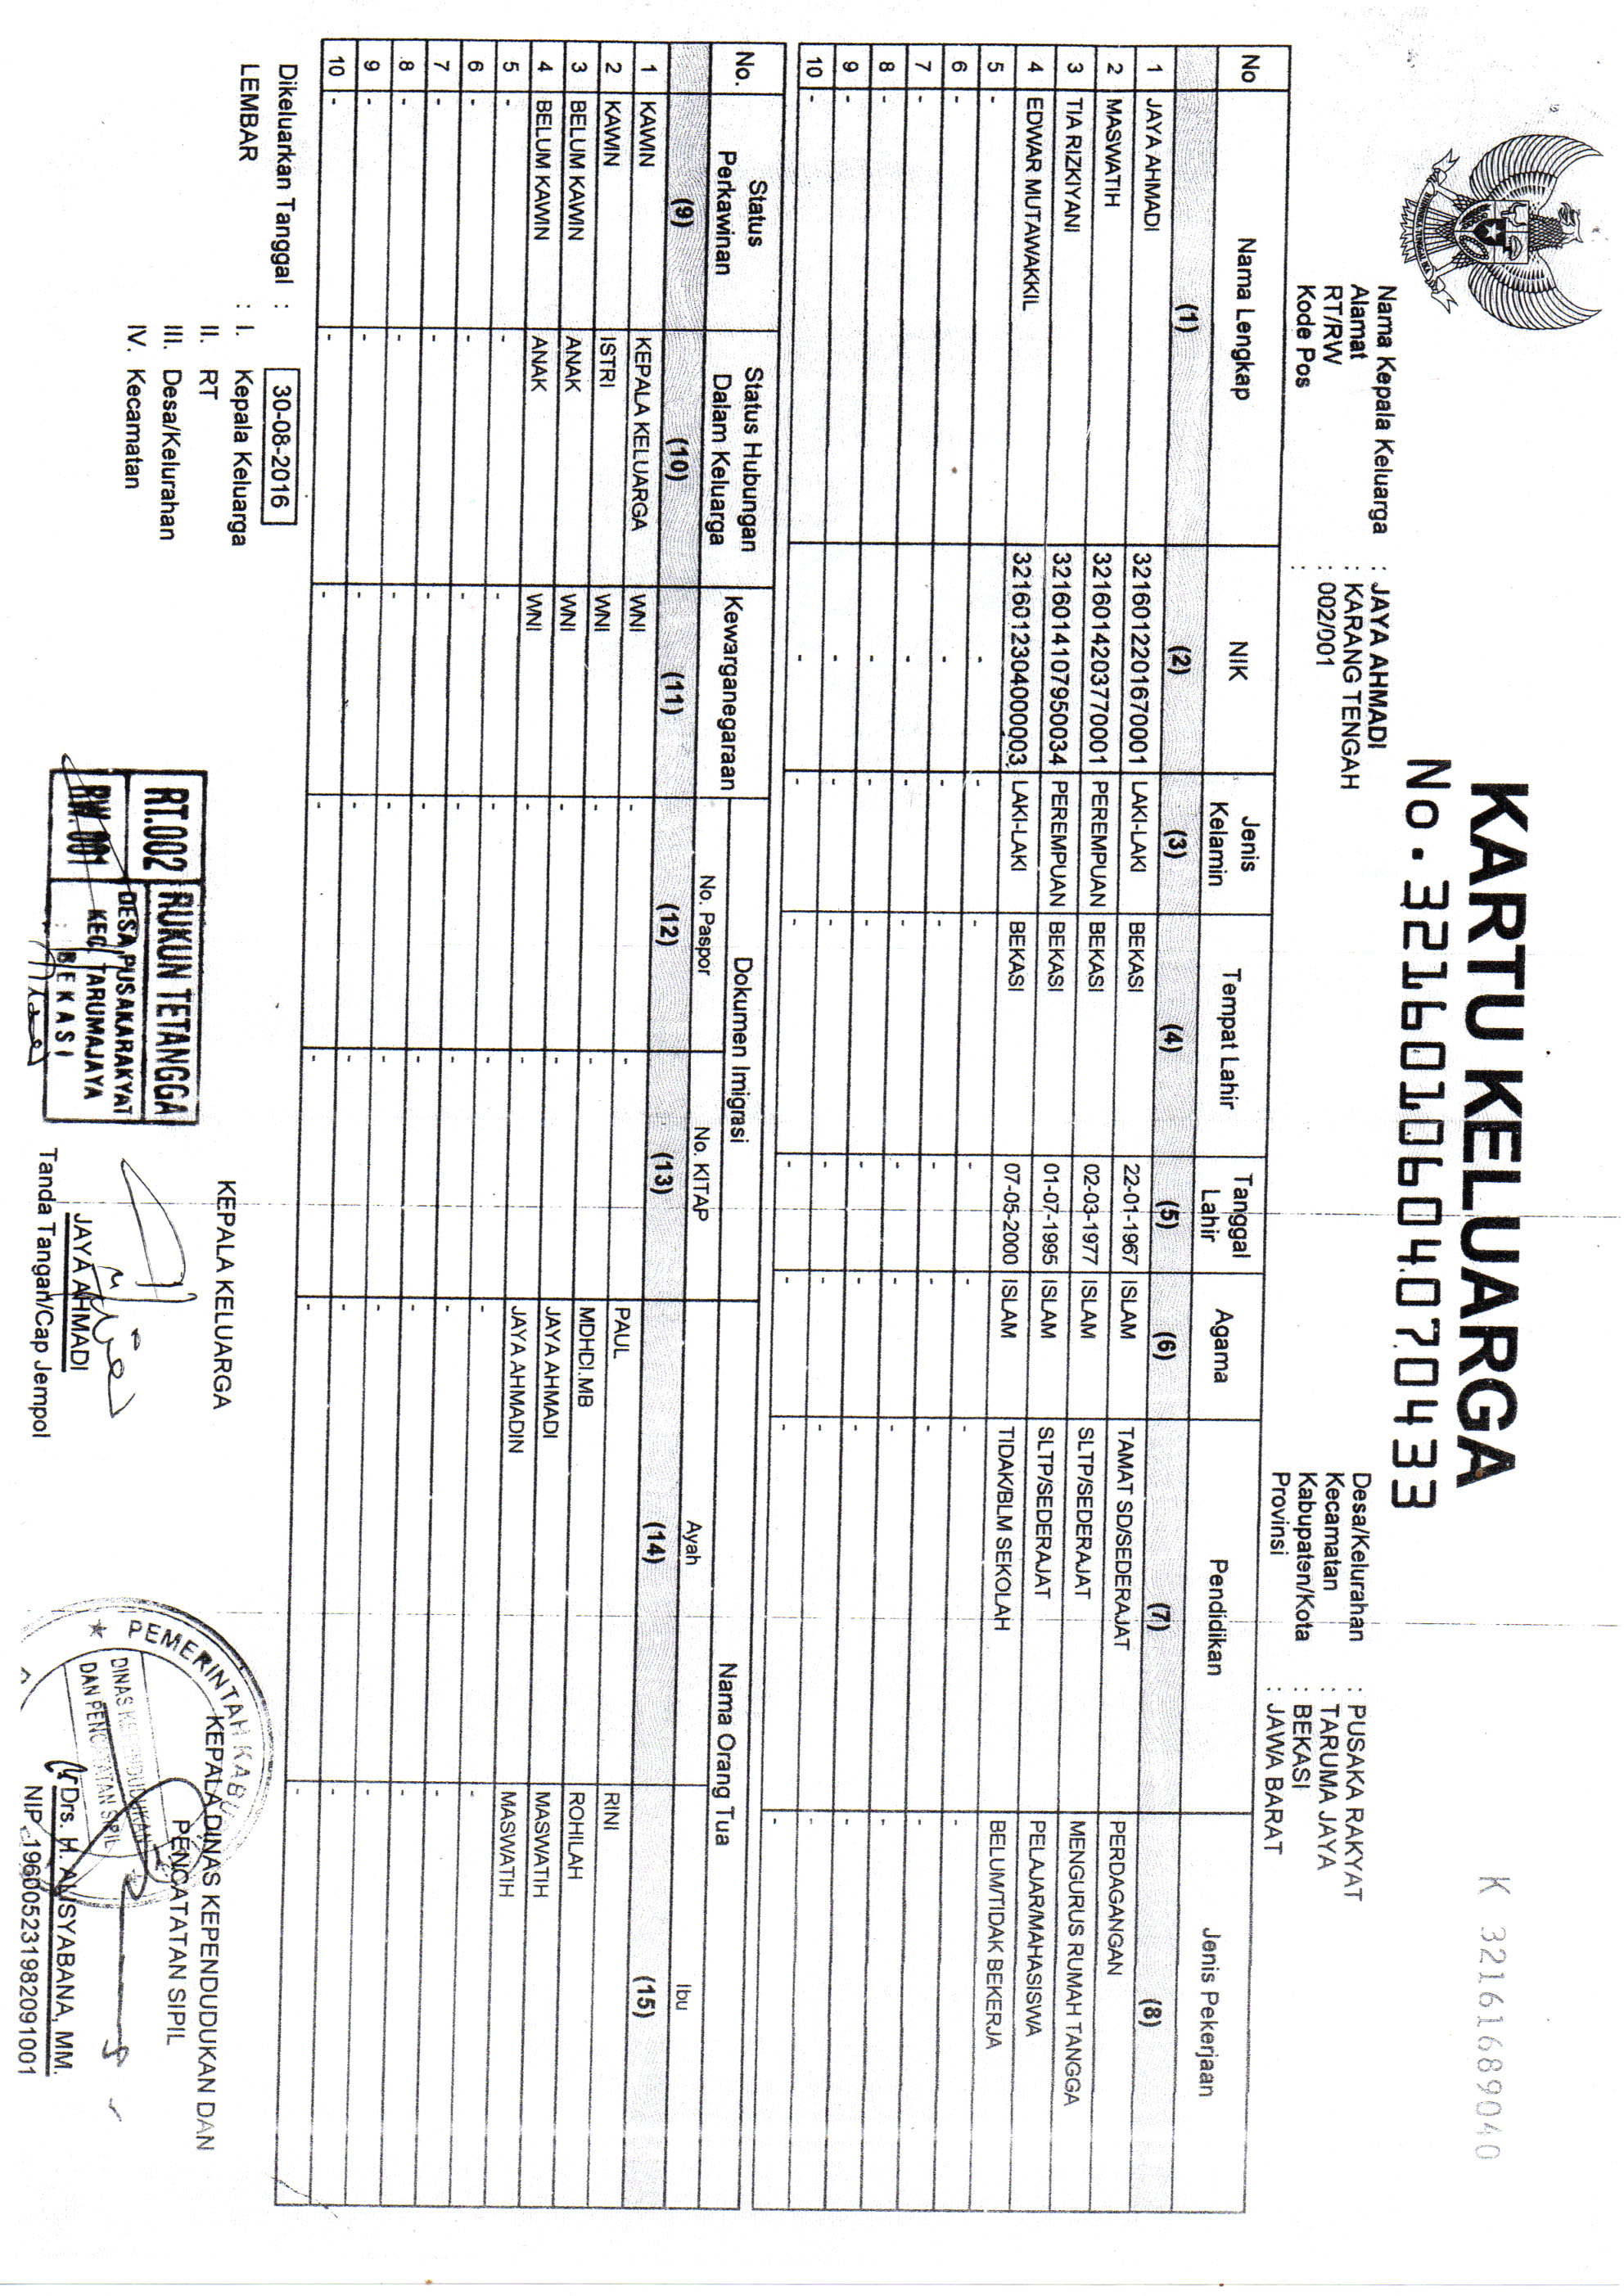 KARTU KELUARGA
No. 3216010604070433
K 32161689040
Nama Kepala Keluarga : JAYA AHMADI
Alamat : KARANG TENGAH
RT/RW : 002/001
Kode Pos :
Desa/Kelurahan : PUSAKA RAKYAT
Kecamatan : TARUMA JAYA
Kabupaten/Kota : BEKASI
Provinsi : JAWA BARAT
No Nama Lengkap NIK Jenis Kelamin Tempat Lahir Tanggal Lahir Agama Pendidikan Jenis Pekerjaan
(1) (2) (3) (4) (5) (6) (7) (8)
1 JAYA AHMADI 3216012201670001 LAKI-LAKI BEKASI 22-01-1967 ISLAM TAMAT SD/SEDERAJAT PERDAGANGAN
2 MASWATIH 3216014203770001 PEREMPUAN BEKASI 02-03-1977 ISLAM SLTP/SEDERAJAT MENGURUS RUMAH TANGGA
3 TIA RIZKIYANI 3216014107950034 PEREMPUAN BEKASI 01-07-1995 ISLAM SLTP/SEDERAJAT PELAJAR/MAHASISWA
4 EDWAR MUTAWAKKIL 3216012304000003 LAKI-LAKI BEKASI 07-05-2000 ISLAM TIDAK/BLM SEKOLAH BELUM/TIDAK BEKERJA
5 - - - - - - - -
6 - - - - - - - -
7 - - - - - - - -
8 - - - - - - - -
9 - - - - - - - -
10 - - - - - - - -
No. Status Perkawinan Status Hubungan Dalam Keluarga Kewarganegaraan Dokumen Imigrasi Nama Orang Tua
No. Paspor No. KITAP Ayah Ibu
(9) (10) (11) (12) (13) (14) (15)
1 KAWIN KEPALA KELUARGA WNI - - PAUL RINI
2 KAWIN ISTRI WNI - - MDHDI.MB ROHILAH
3 BELUM KAWIN ANAK WNI - - JAYA AHMADI MASWATIH
4 BELUM KAWIN ANAK WNI - - JAYA AHMADIN MASWATIH
5 - - - - - - -
6 - - - - - - -
7 - - - - - - -
8 - - - - - - -
9 - - - - - - -
10 - - - - - - -
Dikeluarkan Tanggal : 30-08-2016
LEMBAR : I. Kepala Keluarga
II. RT
III. Desa/Kelurahan
IV. Kecamatan
RT.002 RUKUN TETANGGA
RW.001 DESA PUSAKARAKYAT
KEC TARUMAJAYA
BEKASI
KEPALA KELUARGA
JAYA AHMADI
Tanda Tangan/Cap Jempol
KEPALA DINAS KEPENDUDUKAN DAN
PENCATATAN SIPIL
PEMERINTAH KABU
DINAS KEPENDUDUKAN
DAN PENCATATAN SIPIL
Drs. H. ALISYABANA, MM.
NIP 196005231982091001